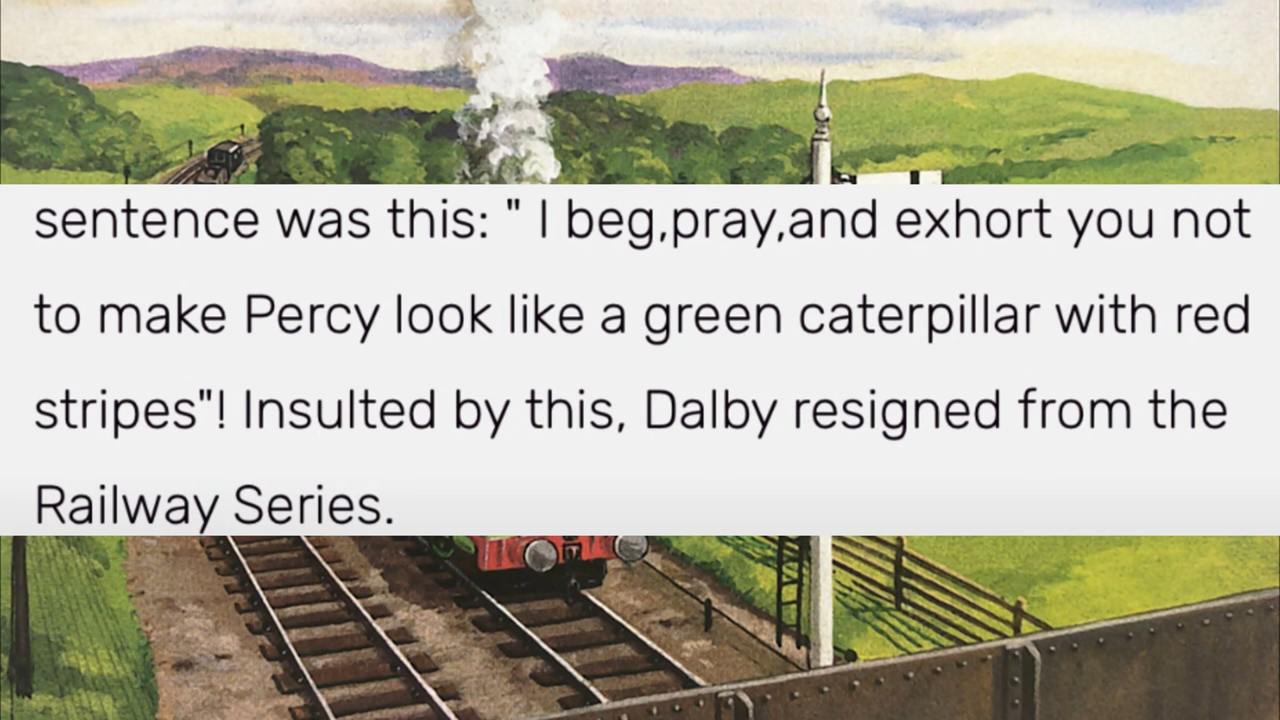 sentence was this: " I beg,pray,and exhort you not
to make Percy look like a green caterpillar with red
stripes"! Insulted by this, Dalby resigned from the
Railway Series.